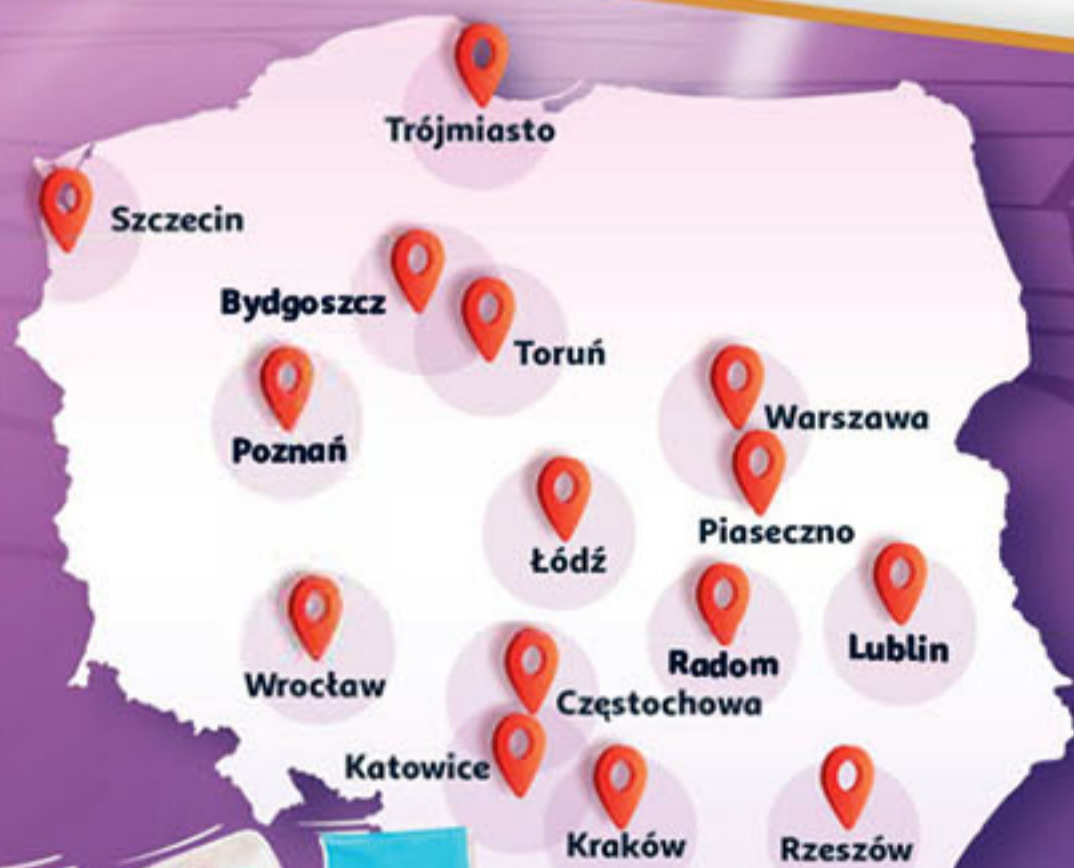 Trójmiasto
Szczecin
Bydgoszcz
Toruń
Poznań
Warszawa
Piaseczno
Łódź
Lublin
Radom
Wrocław
Częstochowa
Katowice
Kraków
Rzeszów